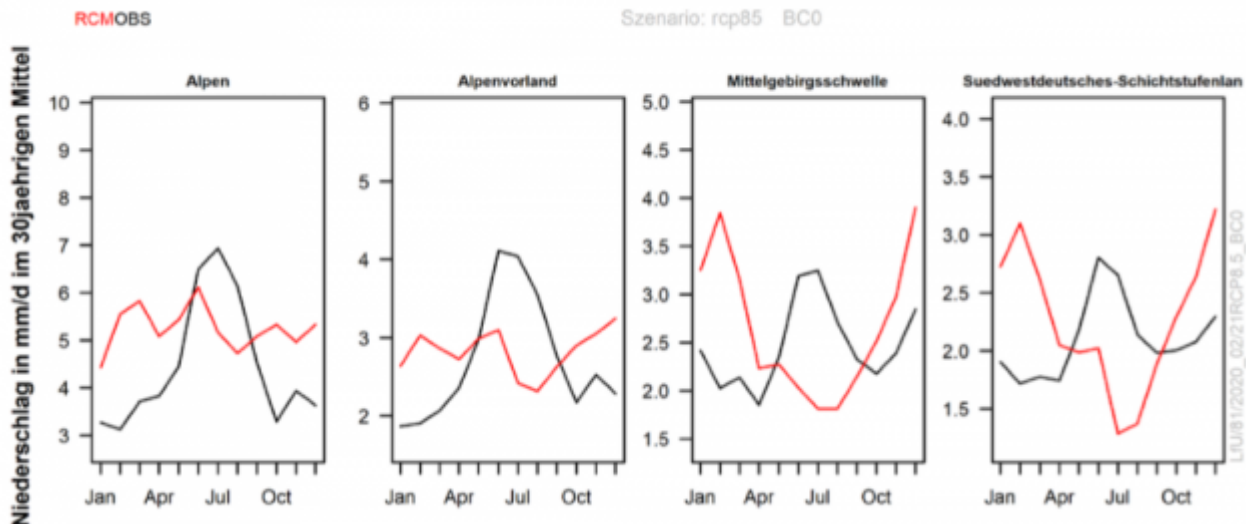 RCMOBS
Szenario: rcp85 BC0
Niederschlag in mm/d im 30jaehrigen Mittel
Alpen
10
9
8
7
6
5
4
3
Jan Apr Jul Oct
Alpenvorland
6
5
4
3
2
Jan Apr Jul Oct
Mittelgebirgsschwelle
5.0
4.5
4.0
3.5
3.0
2.5
2.0
1.5
Jan Apr Jul Oct
Suedwestdeutsches-Schichtstufenlan
4.0
3.5
3.0
2.5
2.0
1.5
Jan Apr Jul Oct
LfU/81/2020_02/21RCP8.5_BC0